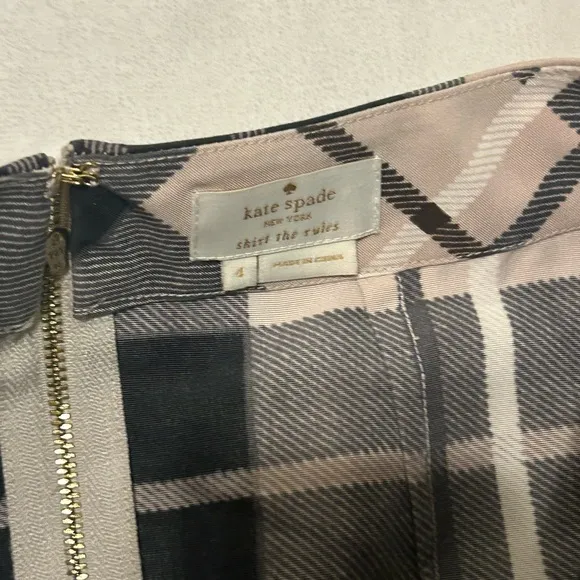 kate spade
NEW YORK
skirt the rules
4
MADE IN CHINA